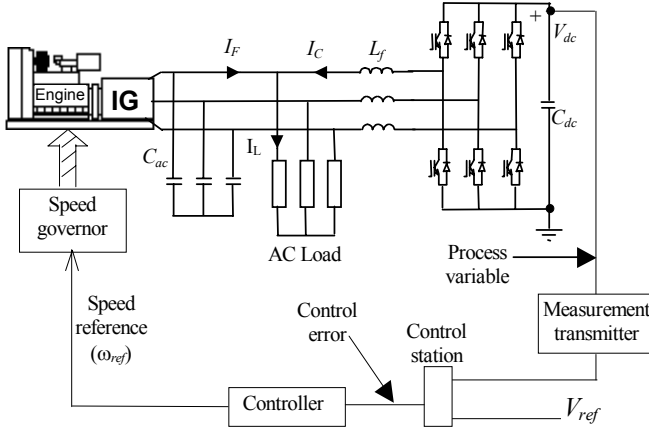 I_F
I_C
L_f
+
V_dc
Engine
IG
C_dc
C_ac
I_L
Speed
governor
AC Load
Process
variable
Speed
reference
(ω_ref)
Control
error
Control
station
Measurement
transmitter
Controller
V_ref